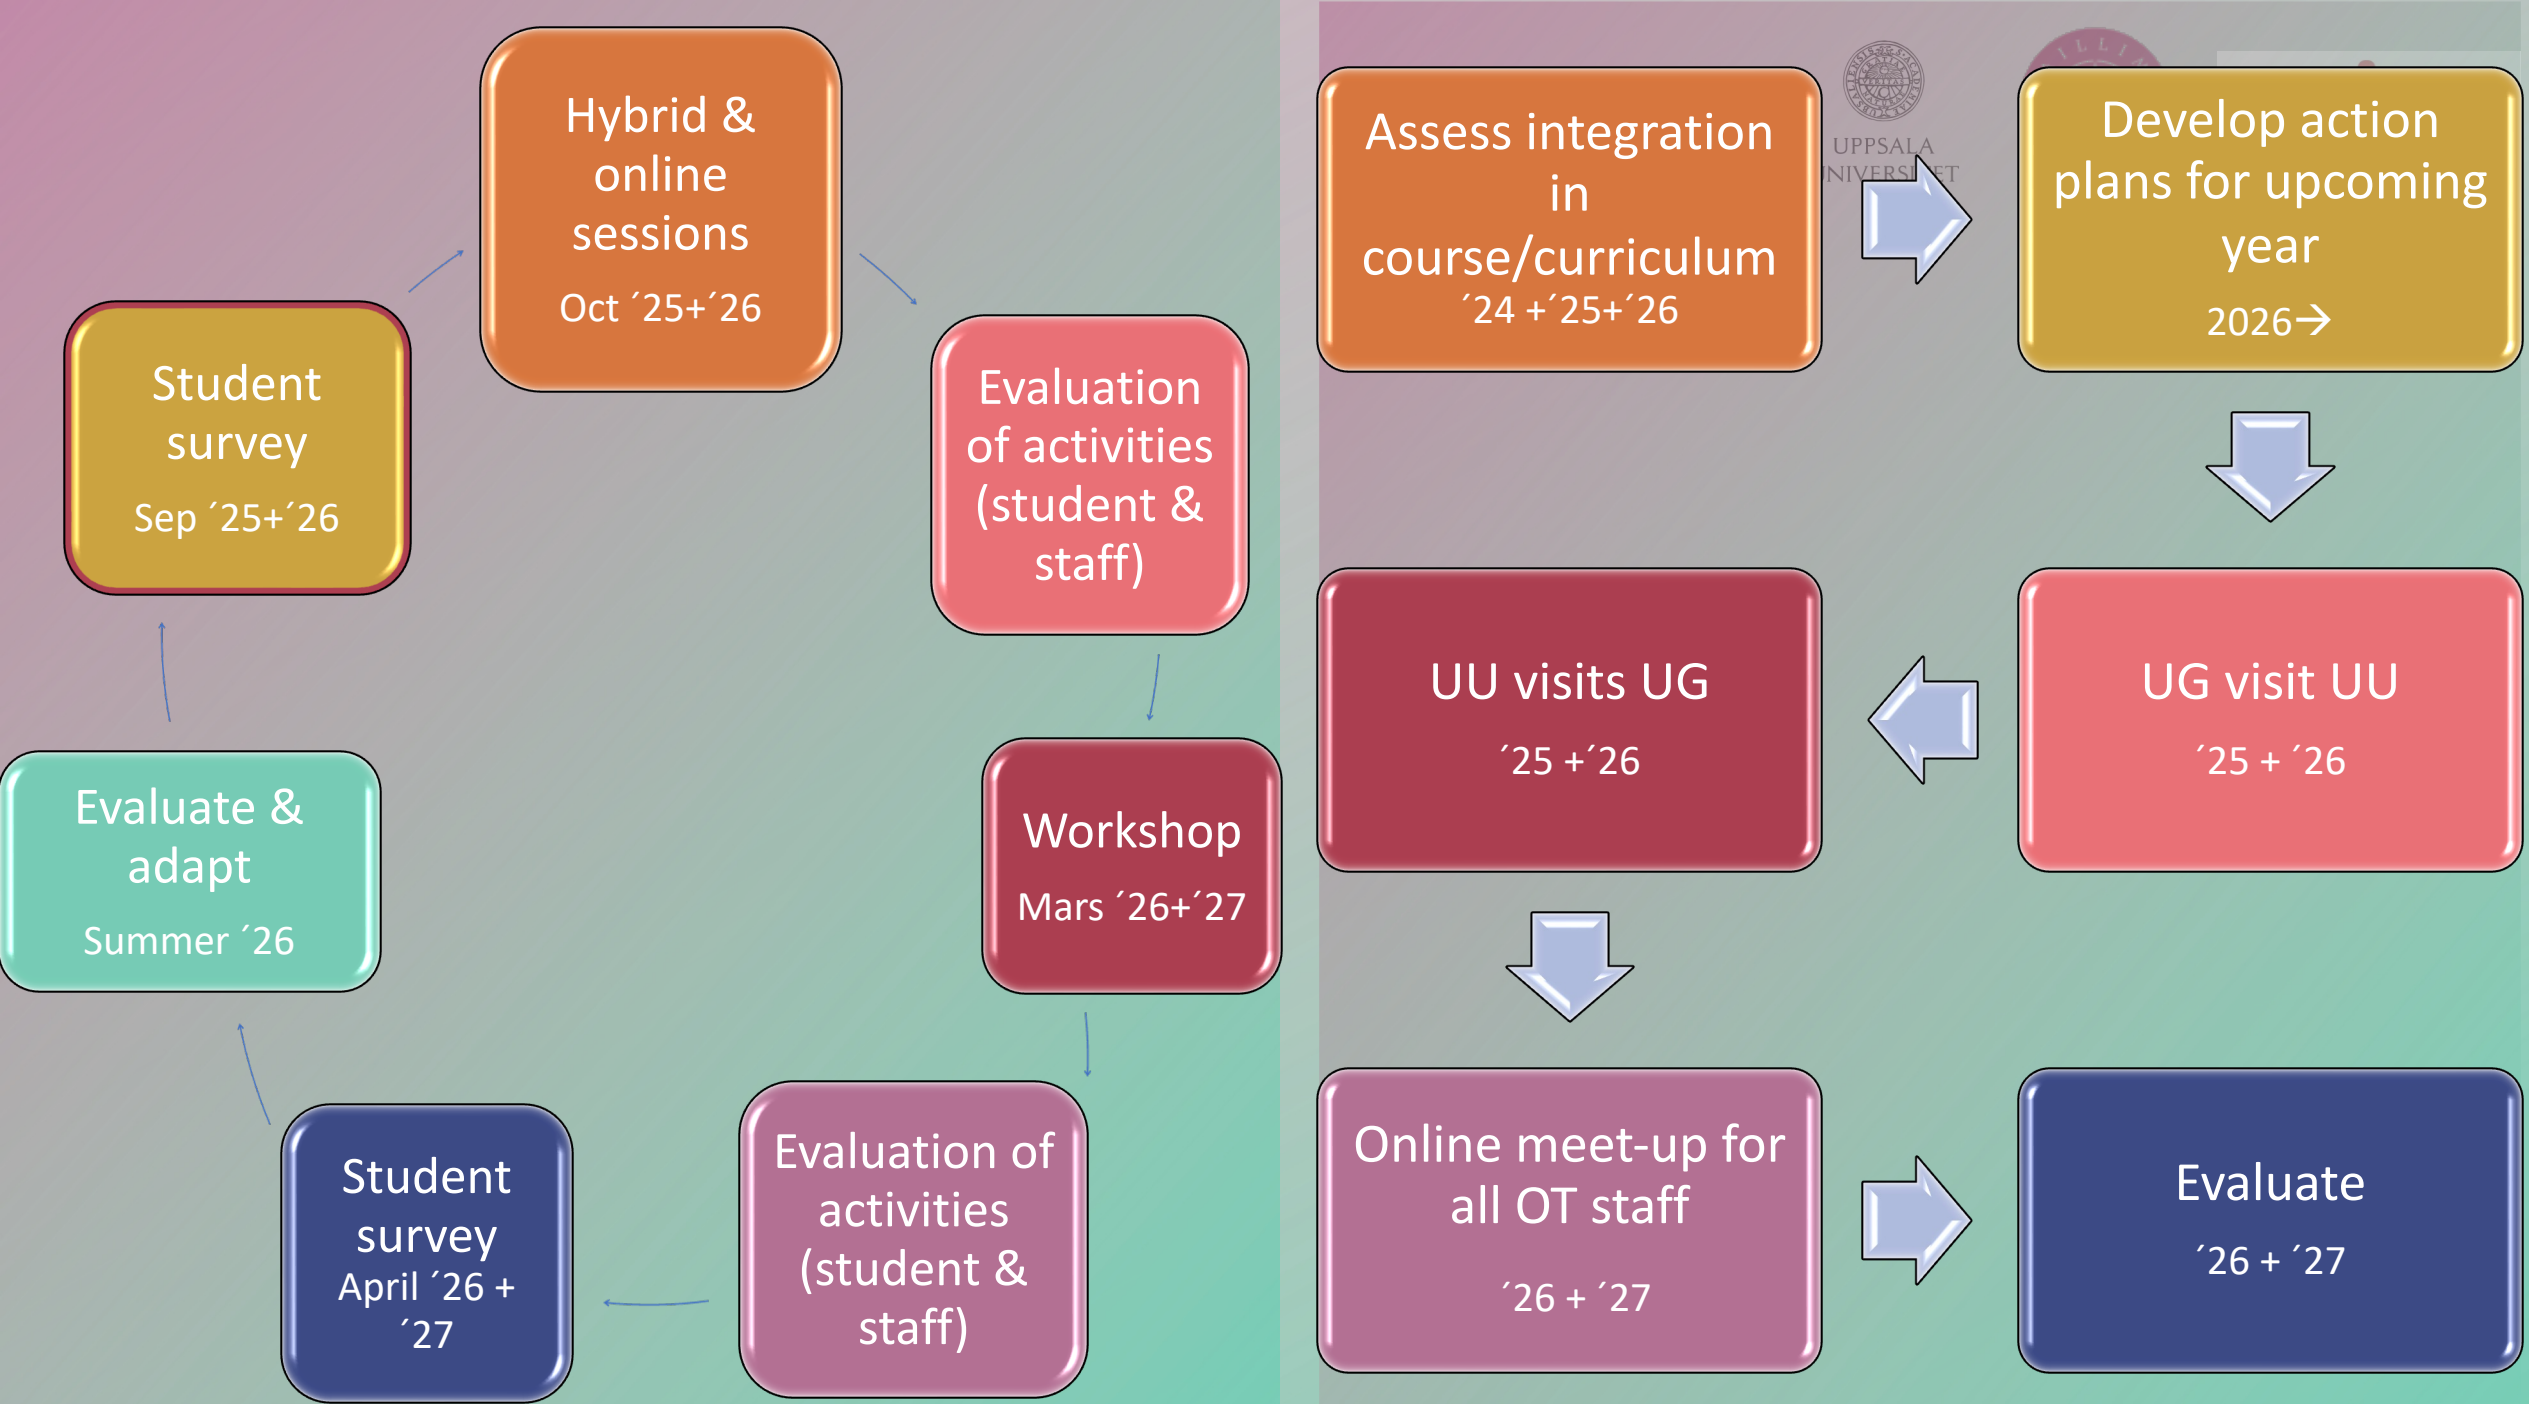 Hybrid &
online
sessions
Oct ´25+´26
Evaluation
of activities
(student &
staff)
Workshop
Mars ´26+´27
Evaluation of
activities
(student &
staff)
Student
survey
April ´26 +
´27
Evaluate &
adapt
Summer ´26
Student
survey
Sep ´25+´26
UPPSALA
Assess integration
in
course/curriculum
´24 +´25+´26
Develop action
plans for upcoming
year
2026→
UG visit UU
´25 + ´26
UU visits UG
´25 +´26
Online meet-up for
all OT staff
´26 + ´27
Evaluate
´26 + ´27